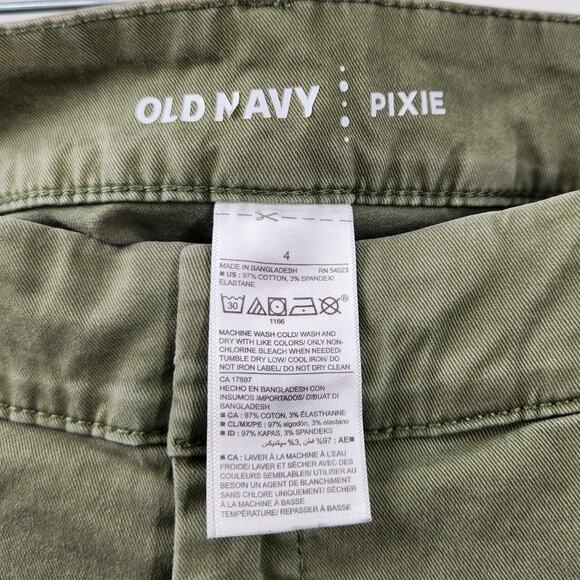 OLD NAVY PIXIE
4
MADE IN BANGLADESH RN 54023
■ US : 97% COTTON, 3% SPANDEX/
ELASTANE
30
1166
MACHINE WASH COLD/ WASH AND
DRY WITH LIKE COLORS/ ONLY NON-
CHLORINE BLEACH WHEN NEEDED/
TUMBLE DRY LOW/ COOL IRON/ DO
NOT IRON LABEL/ DO NOT DRY CLEAN
CA 17897
HECHO EN BANGLADESH CON
INSUMOS IMPORTADOS/ DIBUAT DI
BANGLADESH
■ CA : 97% COTON, 3% ÉLASTHANNE
■ CL/MX/PE : 97% algodón, 3% elastano
■ ID : 97% KAPAS, 3% SPANDEKS
■ AE : 97% قطن, 3% سبانديكس
■ CA : LAVER À LA MACHINE À L'EAU
FROIDE/ LAVER ET SÉCHER AVEC DES
COULEURS SEMBLABLES/ UTILISER AU
BESOIN UN AGENT DE BLANCHIMENT
SANS CHLORE UNIQUEMENT/ SÉCHER
À LA MACHINE À BASSE
TEMPÉRATURE/ REPASSER À BASSE